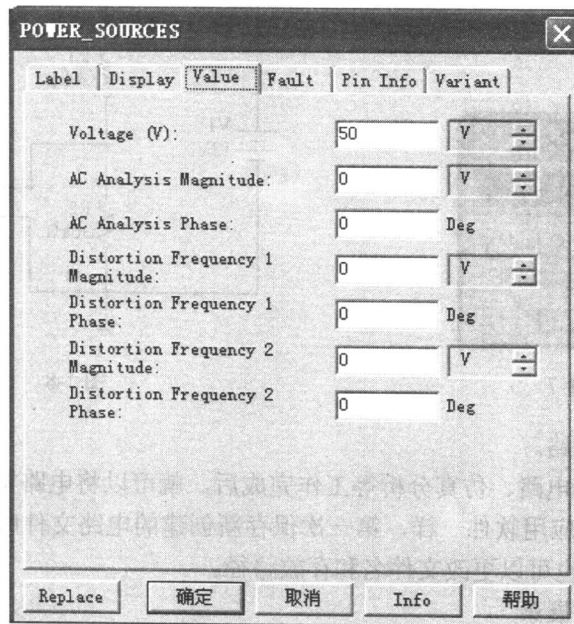 POWER_SOURCES
Label Display Value Fault Pin Info Variant
Voltage (V): 50 V
AC Analysis Magnitude: 0 V
AC Analysis Phase: 0 Deg
Distortion Frequency 1
Magnitude: 0 V
Distortion Frequency 1
Phase: 0 Deg
Distortion Frequency 2
Magnitude: 0 V
Distortion Frequency 2
Phase: 0 Deg
Replace 确定 取消 Info 帮助